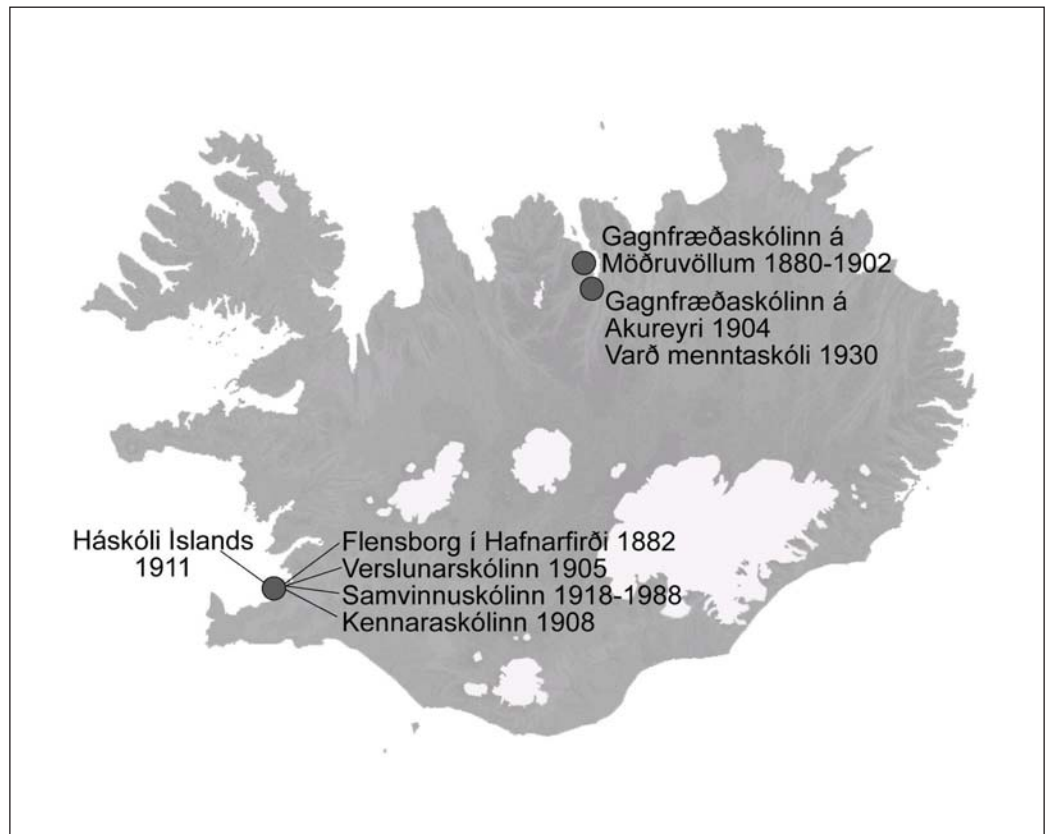 Gagnfræðaskólinn á
Möðruvöllum 1880-1902
Gagnfræðaskólinn á
Akureyri 1904
Varð menntaskóli 1930
Háskóli Íslands
1911
Flensborg í Hafnarfirði 1882
Verslunarskólinn 1905
Samvinnuskólinn 1918-1988
Kennaraskólinn 1908